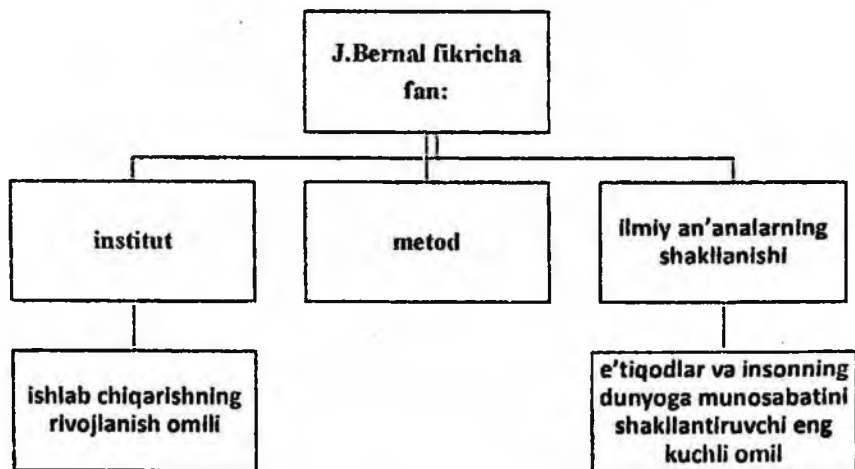 J.Bernal fikricha
fan:
institut
metod
ilmiy an’analarning
shakllanishi
ishlab chiqarishning
rivojlanish omili
e’tiqodlar va insonning
dunyoga munosabatini
shakllantiruvchi eng
kuchli omil